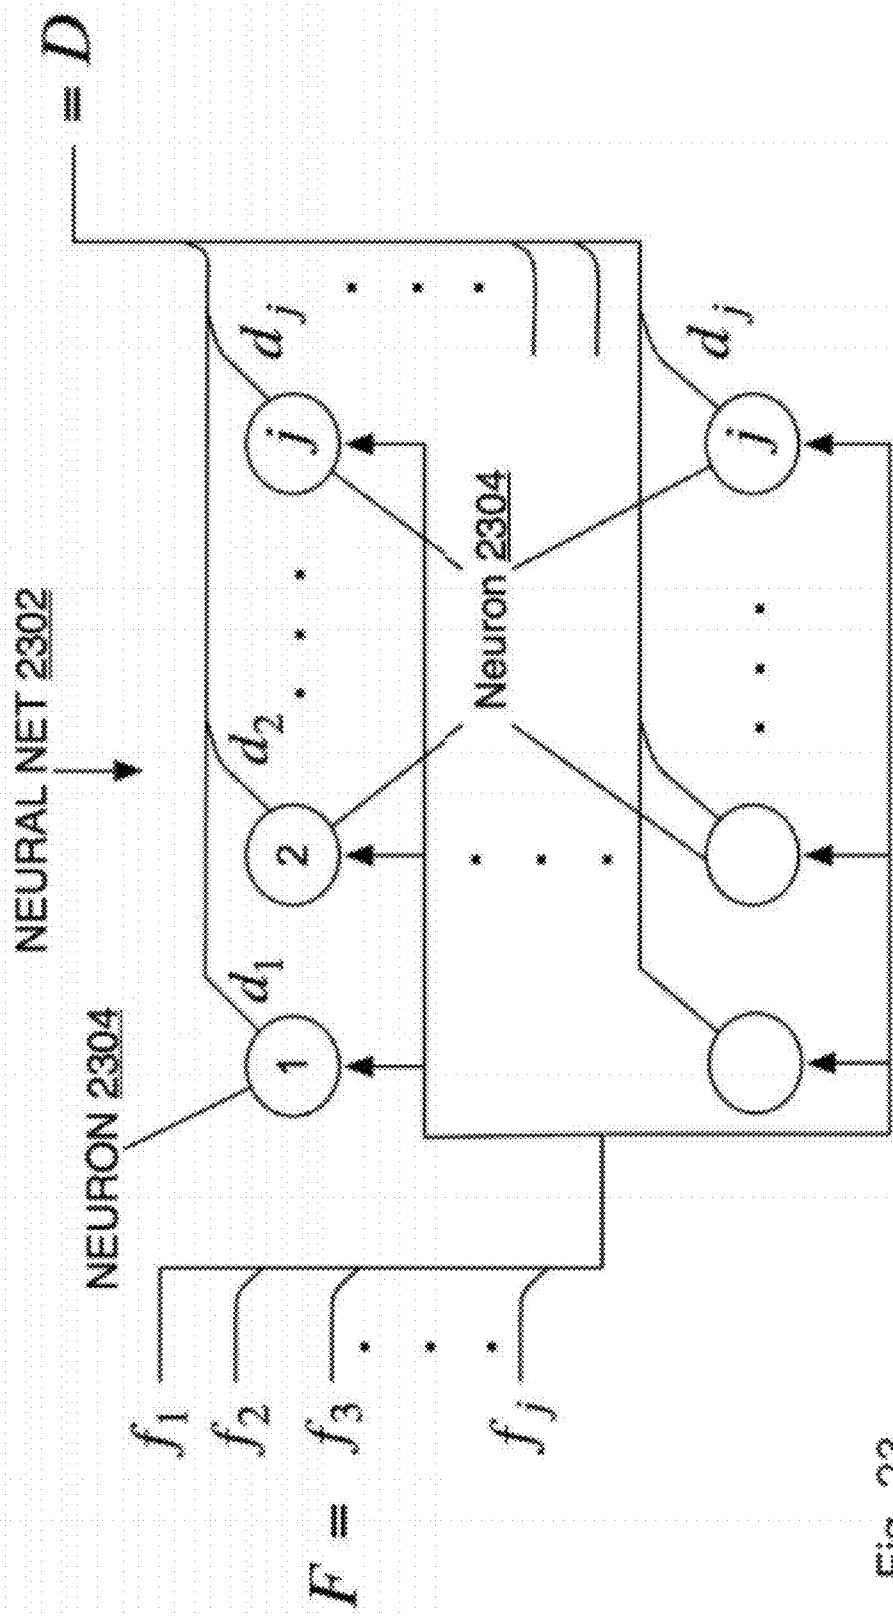 NEURAL NET 2302
NEURON 2304
= D
f1
f2
F = f3
fj
1
d1
2
d2
j
dj
Neuron 2304
j
dj